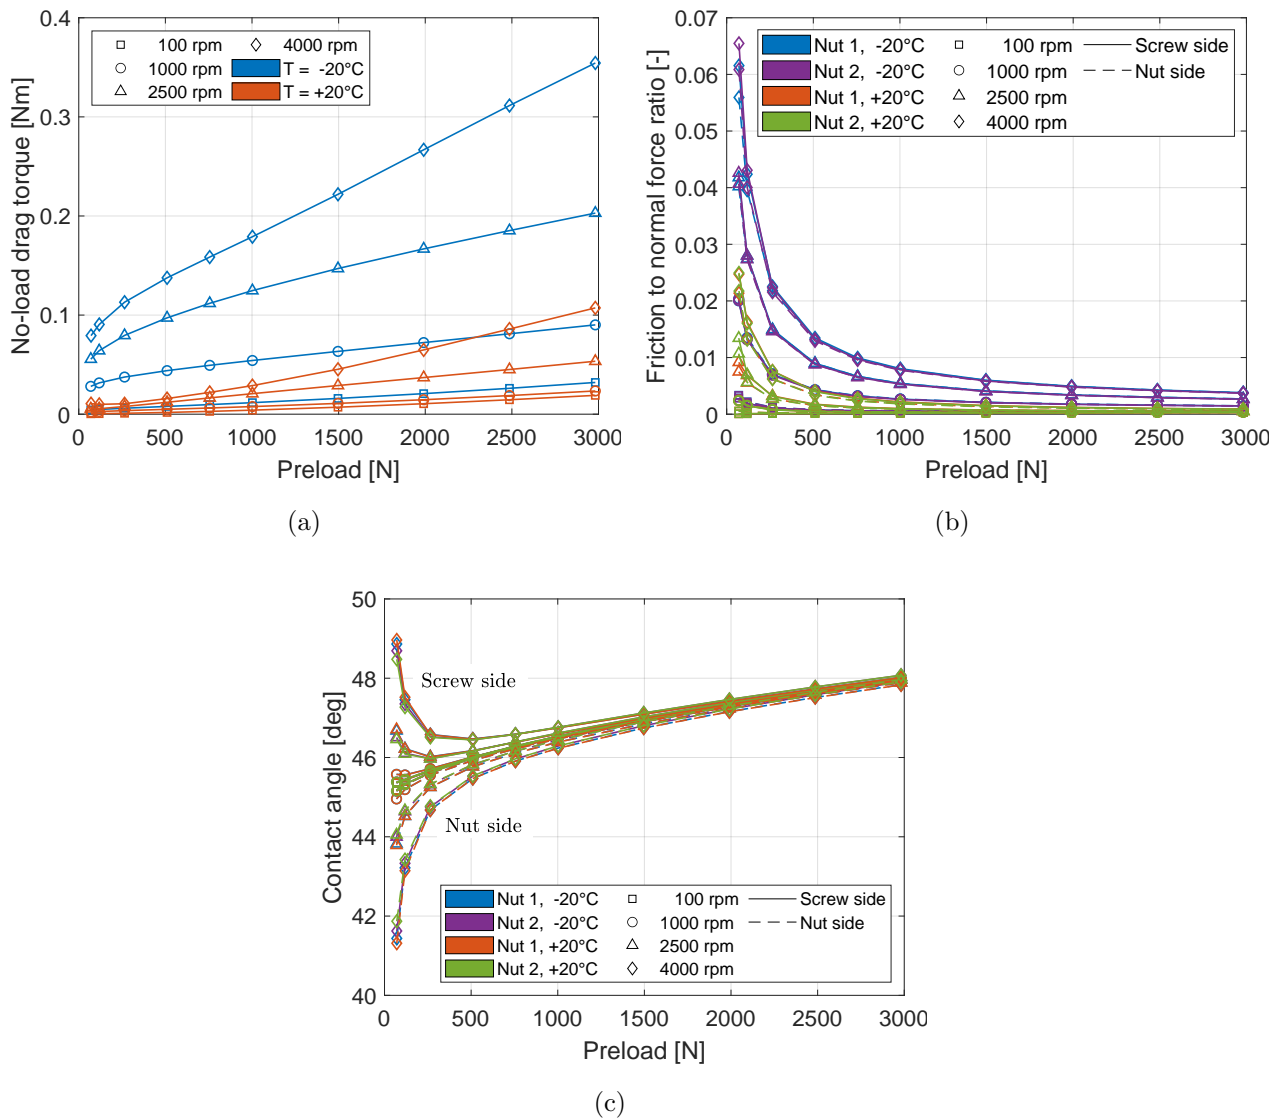 0.4
0.3
0.2
0.1
0
No-load drag torque [Nm]
100 rpm
1000 rpm
2500 rpm
4000 rpm
T = -20°C
T = +20°C
0 500 1000 1500 2000 2500 3000
Preload [N]
(a)
0.07
0.06
0.05
0.04
0.03
0.02
0.01
0
Friction to normal force ratio [-]
Nut 1, -20°C
Nut 2, -20°C
Nut 1, +20°C
Nut 2, +20°C
100 rpm
1000 rpm
2500 rpm
4000 rpm
Screw side
Nut side
0 500 1000 1500 2000 2500 3000
Preload [N]
(b)
50
48
46
44
42
40
Contact angle [deg]
Screw side
Nut side
Nut 1, -20°C
Nut 2, -20°C
Nut 1, +20°C
Nut 2, +20°C
100 rpm
1000 rpm
2500 rpm
4000 rpm
Screw side
Nut side
0 500 1000 1500 2000 2500 3000
Preload [N]
(c)